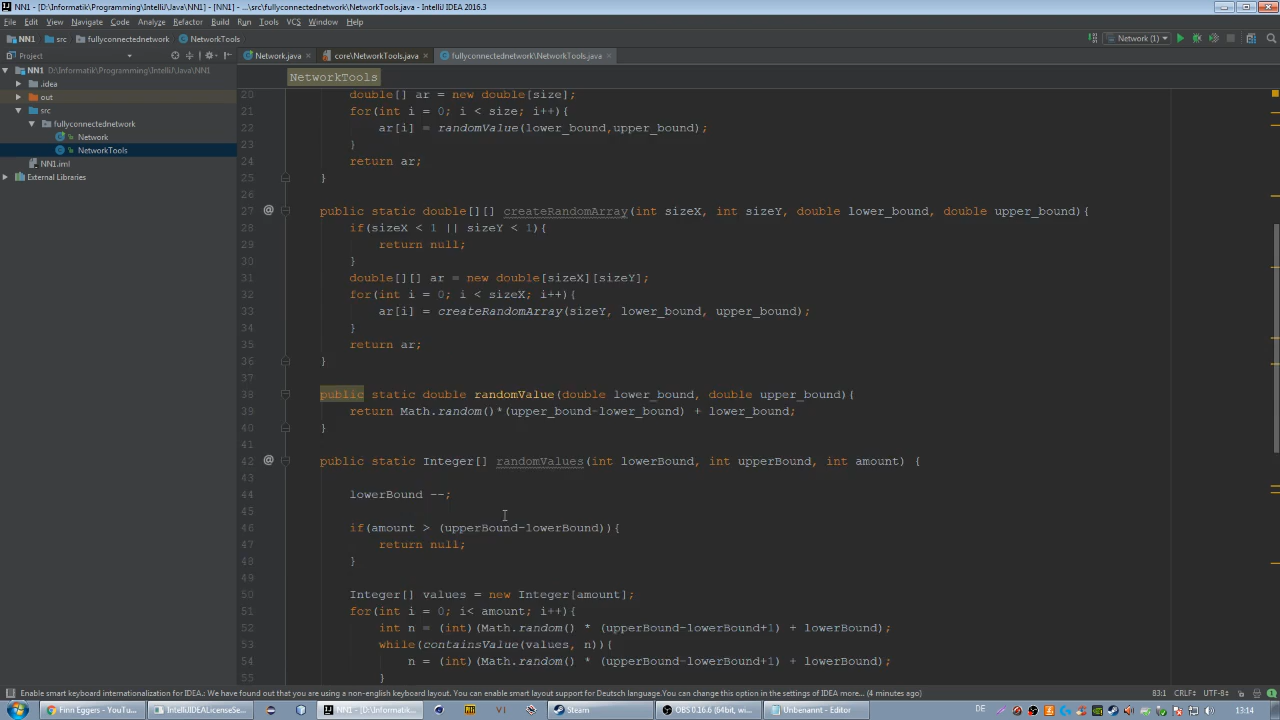 NN1 - [D:\Informatik\Programming\IntelliJ\Java\NN1] - [NN1] - ...\src\fullyconnectednetwork\NetworkTools.java - IntelliJ IDEA 2016.3
File Edit View Navigate Code Analyze Refactor Build Run Tools VCS Window Help
NN1 src fullyconnectednetwork NetworkTools Network (1)
Project Network.java core\NetworkTools.java fullyconnectednetwork\NetworkTools.java
NN1 D:\Informatik\Programming\IntelliJ\Java\NN1
.idea
out
src
fullyconnectednetwork
Network
NetworkTools
NN1.iml
External Libraries
NetworkTools
20 double[] ar = new double[size];
21 for(int i = 0; i < size; i++){
22 ar[i] = randomValue(lower_bound,upper_bound);
23 }
24 return ar;
25 }
26
27 public static double[][] createRandomArray(int sizeX, int sizeY, double lower_bound, double upper_bound){
28 if(sizeX < 1 || sizeY < 1){
29 return null;
30 }
31 double[][] ar = new double[sizeX][sizeY];
32 for(int i = 0; i < sizeX; i++){
33 ar[i] = createRandomArray(sizeY, lower_bound, upper_bound);
34 }
35 return ar;
36 }
37
38 public static double randomValue(double lower_bound, double upper_bound){
39 return Math.random()*(upper_bound-lower_bound) + lower_bound;
40 }
41
42 public static Integer[] randomValues(int lowerBound, int upperBound, int amount) {
43
44 lowerBound --;
45
46 if(amount > (upperBound-lowerBound)){
47 return null;
48 }
49
50 Integer[] values = new Integer[amount];
51 for(int i = 0; i< amount; i++){
52 int n = (int)(Math.random() * (upperBound-lowerBound+1) + lowerBound);
53 while(containsValue(values, n)){
54 n = (int)(Math.random() * (upperBound-lowerBound+1) + lowerBound);
55 }
Enable smart keyboard internationalization for IDEA.: We have found out that you are using a non-english keyboard layout. You can enable smart layout support for Deutsch language.You can change this option in the settings of IDEA more... (4 minutes ago) 83:1 CRLF÷ UTF-8÷
Finn Eggers - YouTu... IntelliJIDEALicenseSe... NN1 - [D:\Informatik... Steam OBS 0.16.6 (64bit, wi... Unbenannt - Editor DE 13:14